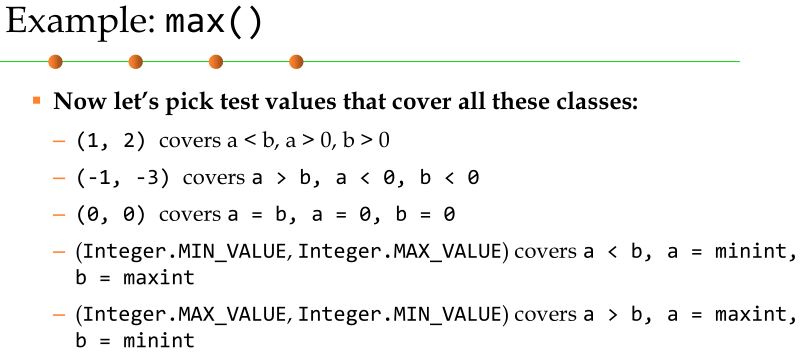 Example: max()
▪ Now let’s pick test values that cover all these classes:
– (1, 2) covers a < b, a > 0, b > 0
– (-1, -3) covers a > b, a < 0, b < 0
– (0, 0) covers a = b, a = 0, b = 0
– (Integer.MIN_VALUE, Integer.MAX_VALUE) covers a < b, a = minint,
b = maxint
– (Integer.MAX_VALUE, Integer.MIN_VALUE) covers a > b, a = maxint,
b = minint